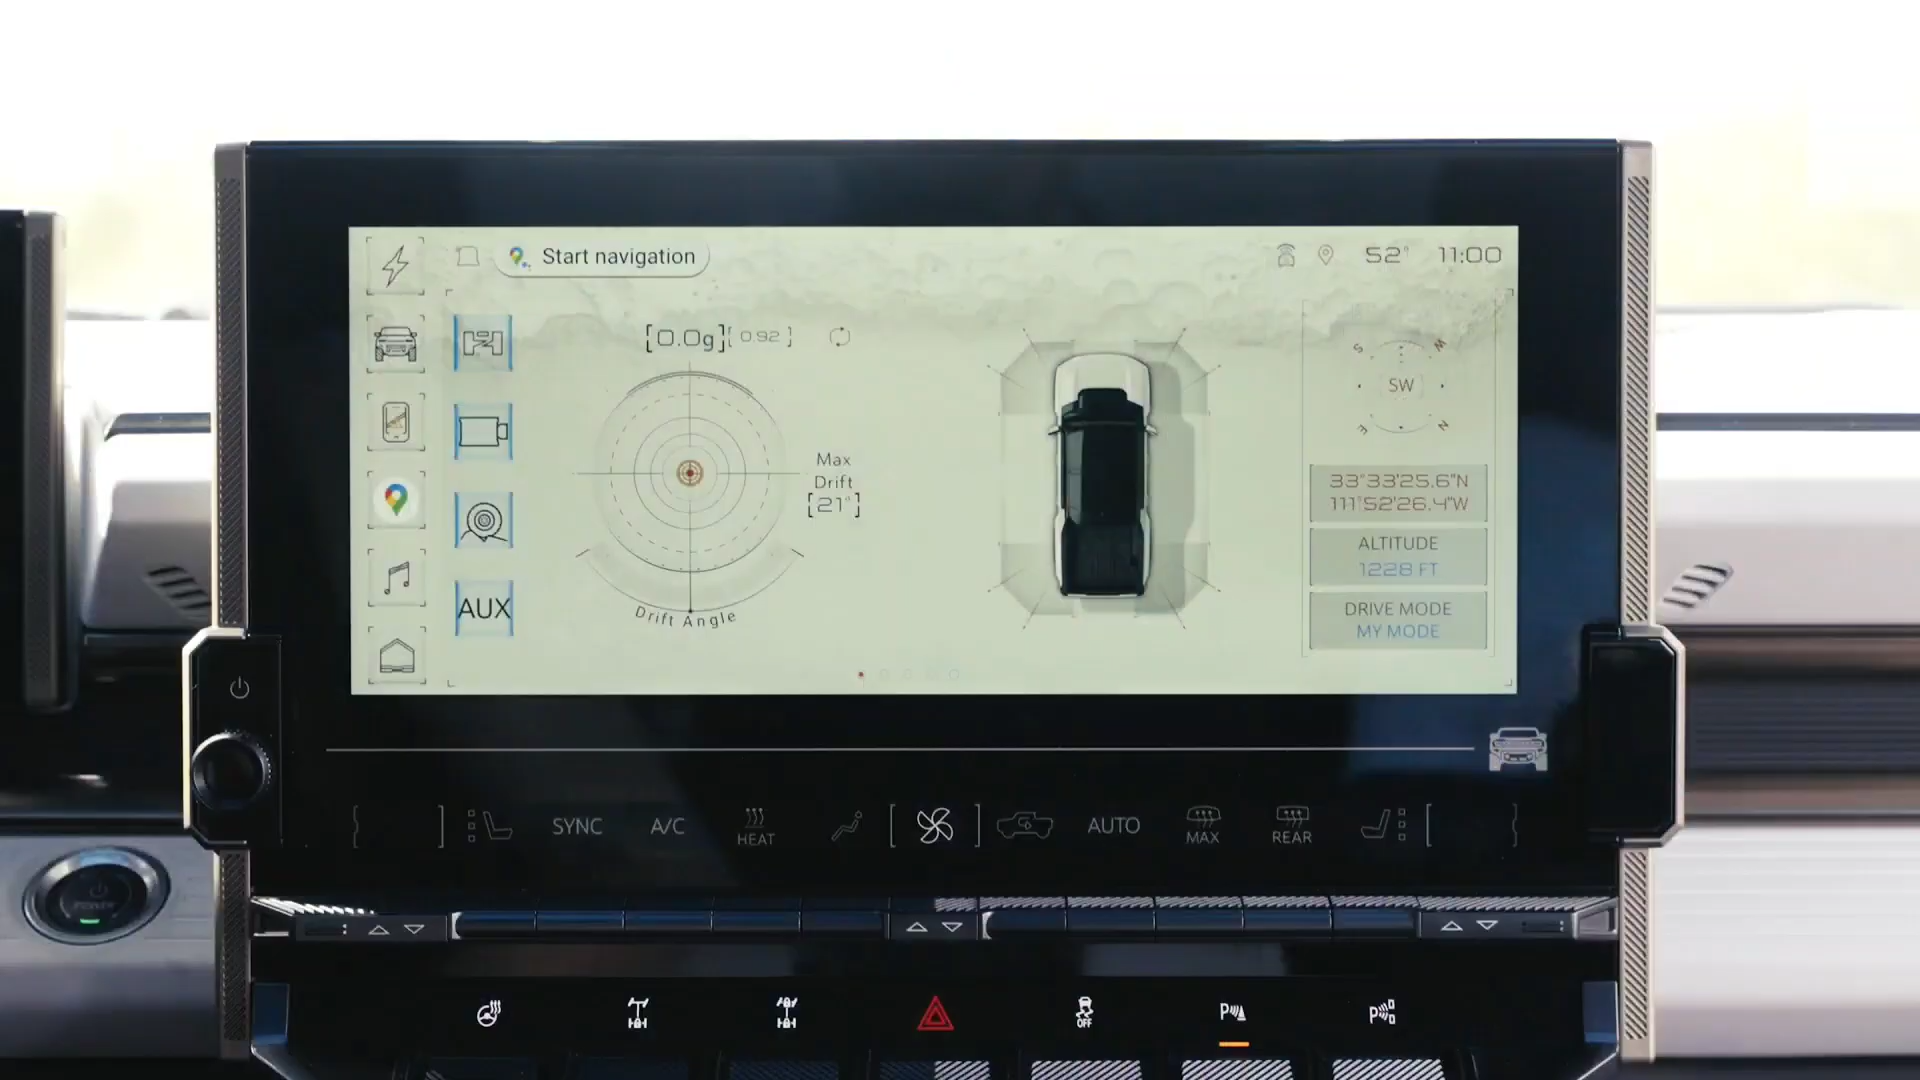 Start navigation
52°
11:00
[0.0g][0.92]
Max
Drift
[21°]
Drift Angle
AUX
S
W
SW
E
N
33°33'25.6"N
111°52'26.4"W
ALTITUDE
1228 FT
DRIVE MODE
MY MODE
SYNC
A/C
HEAT
AUTO
MAX
REAR
POWER
OFF
P
P